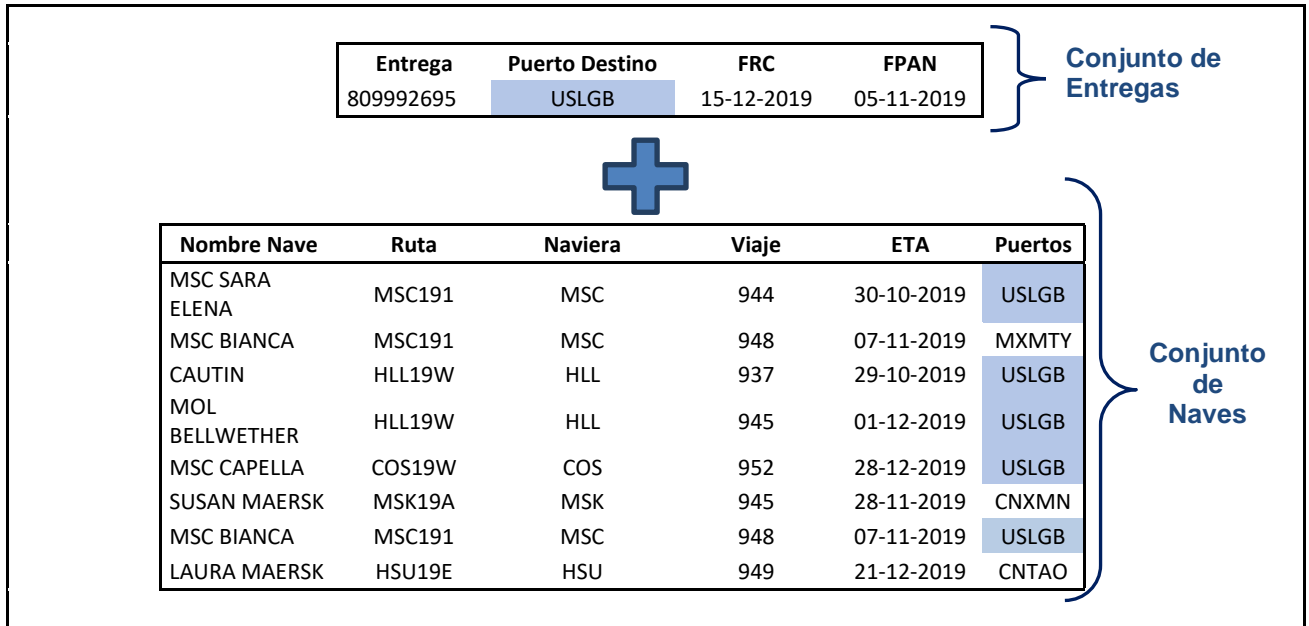 Entrega Puerto Destino FRC FPAN
809992695 USLGB 15-12-2019 05-11-2019
Conjunto de
Entregas
Nombre Nave Ruta Naviera Viaje ETA Puertos
MSC SARA
ELENA MSC191 MSC 944 30-10-2019 USLGB
MSC BIANCA MSC191 MSC 948 07-11-2019 MXMTY
CAUTIN HLL19W HLL 937 29-10-2019 USLGB
MOL
BELLWETHER HLL19W HLL 945 01-12-2019 USLGB
MSC CAPELLA COS19W COS 952 28-12-2019 USLGB
SUSAN MAERSK MSK19A MSK 945 28-11-2019 CNXMN
MSC BIANCA MSC191 MSC 948 07-11-2019 USLGB
LAURA MAERSK HSU19E HSU 949 21-12-2019 CNTAO
Conjunto
de
Naves